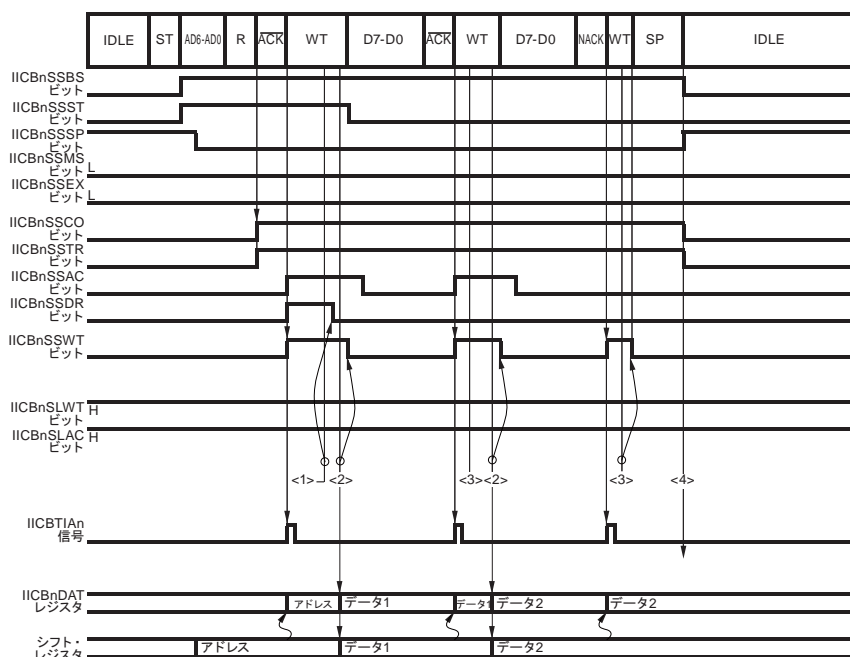 IDLE ST AD6-AD0 R ACK WT D7-D0 ACK WT D7-D0 NACK WT SP IDLE
IICBnSSBS
ビット
IICBnSSST
ビット
IICBnSSSP
ビット
IICBnSSMS
ビット L
IICBnSSEX
ビット L
IICBnSSCO
ビット
IICBnSSTR
ビット
IICBnSSAC
ビット
IICBnSSDR
ビット
IICBnSSWT
ビット
IICBnSLWT H
ビット
IICBnSLAC H
ビット
<1> <2> <3> <2> <3> <4>
IICBTIAn
信号
IICBnDAT
レジスタ
アドレス データ1 データ1 データ2 データ2
シフト・
レジスタ
アドレス データ1 データ2